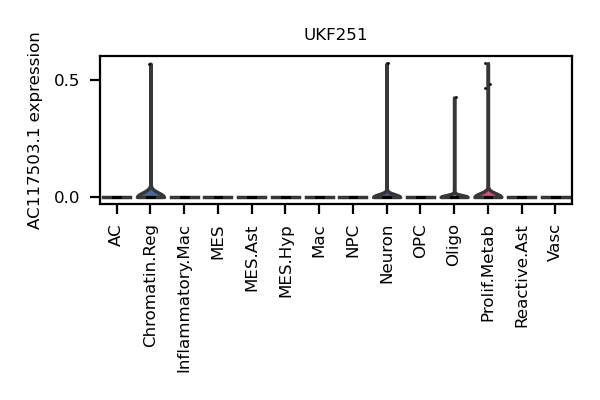 UKF251
AC117503.1 expression
0.5
0.0
AC
Chromatin.Reg
Inflammatory.Mac
MES
MES.Ast
MES.Hyp
Mac
NPC
Neuron
OPC
Oligo
Prolif.Metab
Reactive.Ast
Vasc